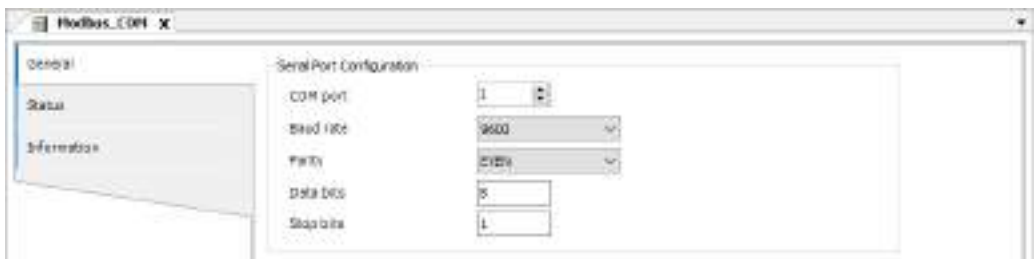 Modbus_COM x
General
Status
Information
Serial Port Configuration
COM port 1
Baud rate 9600
Parity EVEN
Data bits 8
Stop bits 1